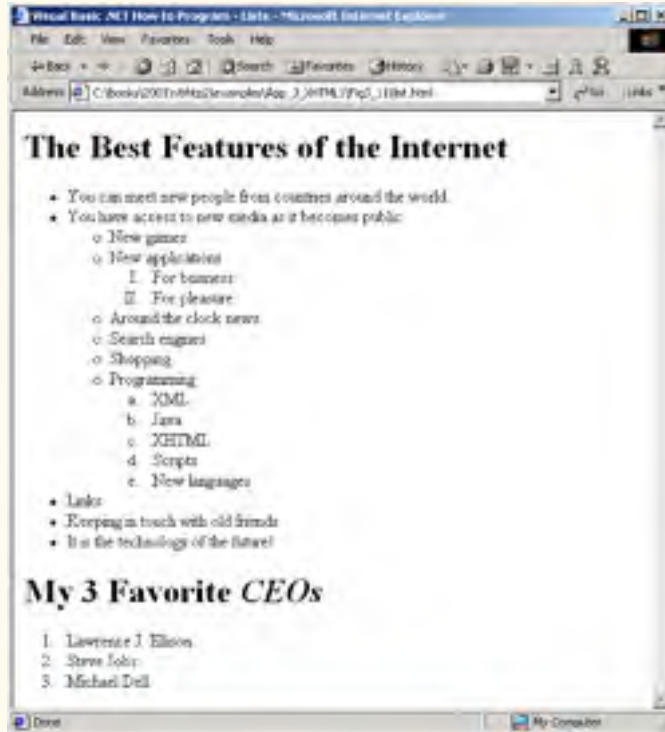 Visual Basic .NET How to Program - Lists - Microsoft Internet Explorer
File Edit View Favorites Tools Help
Back Search Favorites History
Address
Links
The Best Features of the Internet
• You can meet new people from countries around the world.
• You have access to new media as it becomes public
o New games
o New applications
I. For business
II. For pleasure
o Around the clock news
o Search engines
o Shopping
o Programming
a. XML
b. Java
c. XHTML
d. Scripts
e. New languages
• Links
• Keeping in touch with old friends
• It is the technology of the future!
My 3 Favorite CEOs
1. Lawrence J. Ellison
2. Steve Jobs
3. Michael Dell
Done My Computer